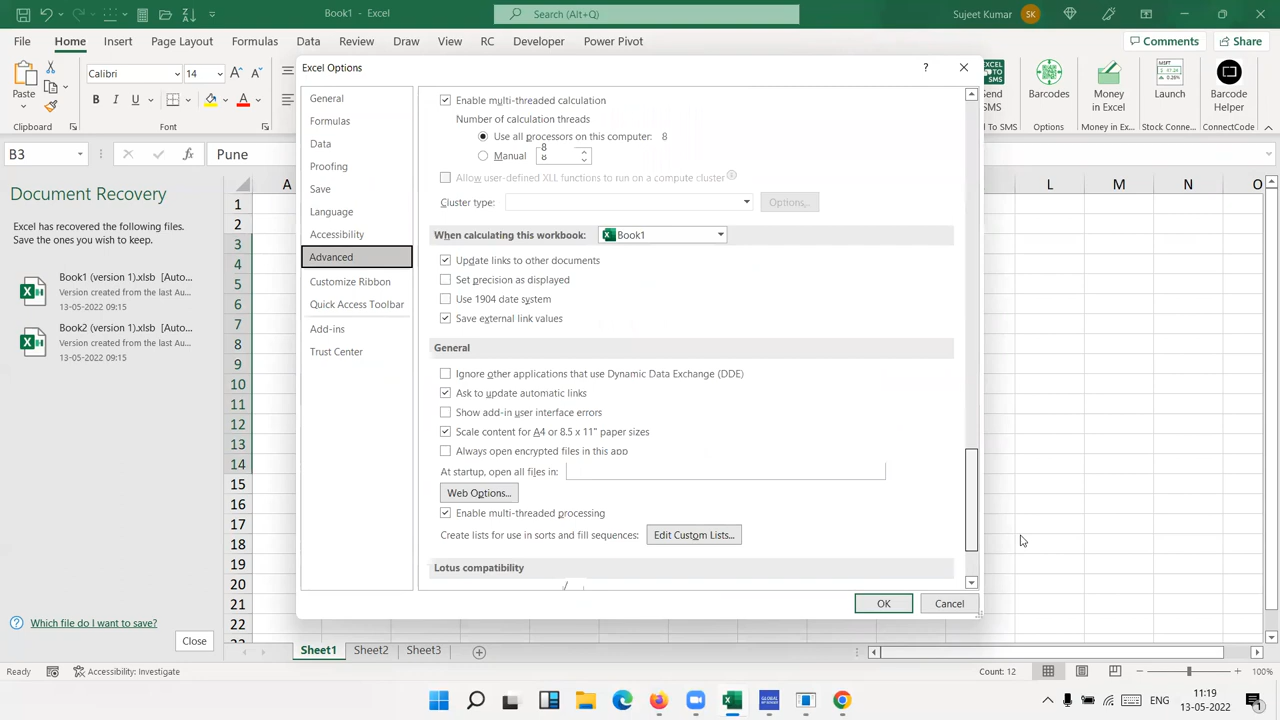 Book1 - Excel
Search (Alt+Q)
Sujeet Kumar
SK
File
Home
Insert
Page Layout
Formulas
Data
Review
View
Draw
RC
Developer
Power Pivot
Comments
Share
Paste
Clipboard
Calibri
14
B I U
Font
EXCEL
TO
SMS
Send
SMS
Excel To SMS
Barcodes
Options
Money
in Excel
Money in Excel
MSFT
Launch
Stock Connec...
Barcode
Helper
ConnectCode
B3
fx
Pune
Document Recovery
Excel has recovered the following files.
Save the ones you wish to keep.
Book1 (version 1).xlsb [Auto...
Version created from the last Au...
13-05-2022 09:15
Book2 (version 1).xlsb [Auto...
Version created from the last Au...
13-05-2022 09:15
Which file do I want to save?
Close
A
L
M
N
O
1
2
3
4
5
6
7
8
9
10
11
12
13
14
15
16
17
18
19
20
21
22
Excel Options
General
Formulas
Data
Proofing
Save
Language
Accessibility
Advanced
Customize Ribbon
Quick Access Toolbar
Add-ins
Trust Center
Enable multi-threaded calculation
Number of calculation threads
Use all processors on this computer: 8
Manual 8
8
Allow user-defined XLL functions to run on a compute cluster
Cluster type:
Options...
When calculating this workbook: Book1
Update links to other documents
Set precision as displayed
Use 1904 date system
Save external link values
General
Ignore other applications that use Dynamic Data Exchange (DDE)
Ask to update automatic links
Show add-in user interface errors
Scale content for A4 or 8.5 x 11" paper sizes
Always open encrypted files in this app
At startup, open all files in:
Web Options...
Enable multi-threaded processing
Create lists for use in sorts and fill sequences: Edit Custom Lists...
Lotus compatibility
/
OK
Cancel
Sheet1
Sheet2
Sheet3
Ready
Accessibility: Investigate
Count: 12
100%
ENG
11:19
13-05-2022
1